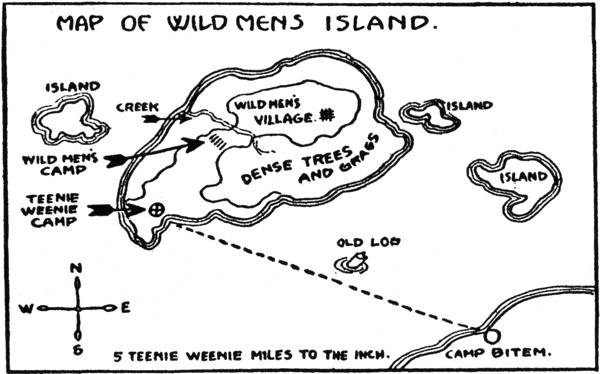 MAP OF WILD MENS ISLAND.
ISLAND
CREEK
WILD MEN'S
VILLAGE.
ISLAND
WILD MEN'S
CAMP
DENSE TREES
AND GRASS
ISLAND
TEENIE
WEENIE
CAMP
OLD LOG
N
W E
S
5 TEENIE WEENIE MILES TO THE INCH.
CAMP BITEM.